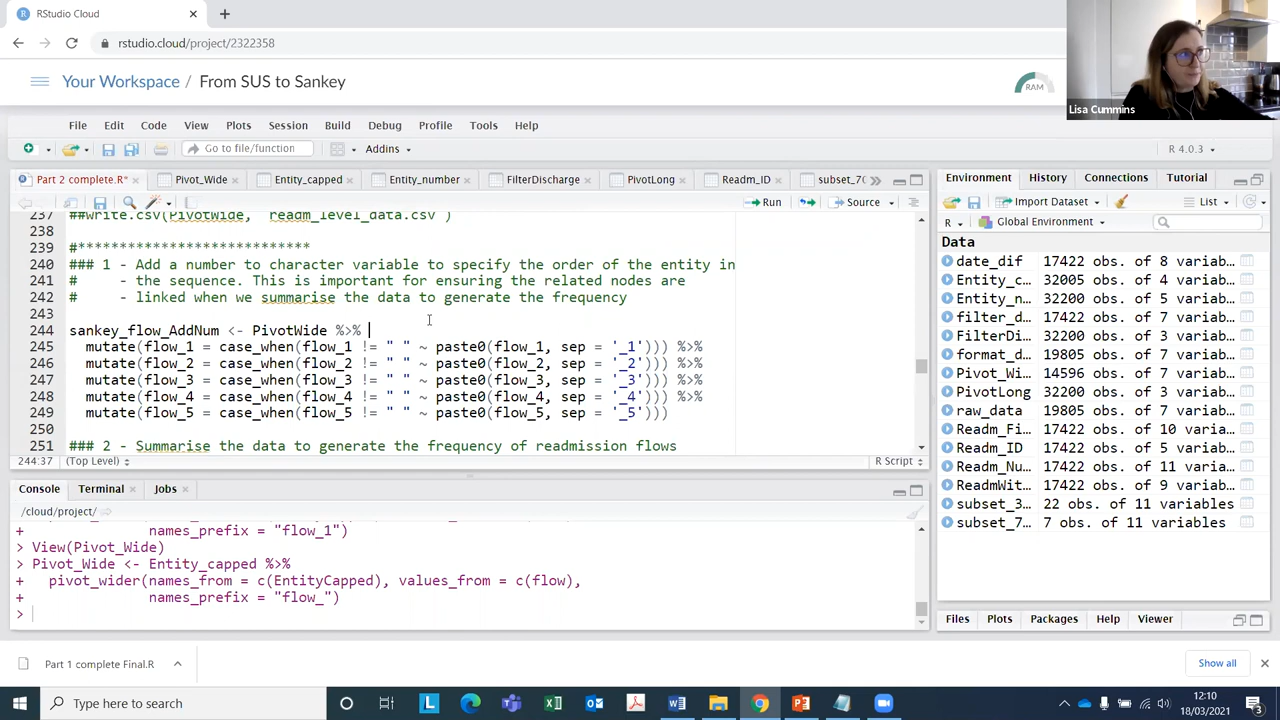 RStudio Cloud
rstudio.cloud/project/2322358
Your Workspace / From SUS to Sankey
RAM
Lisa Cummins
File Edit Code View Plots Session Build Debug Profile Tools Help
Go to file/function Addins R 4.0.3
Part 2 complete.R* Pivot_Wide Entity_capped Entity_number FilterDischarge PivotLong Readm_ID subset_7(
Run Source
237 ##write.csv(PivotWide, readm_level_data.csv )
238
239 #****************************
240 ### 1 - Add a number to character variable to specify the order of the entity in
241 # - the sequence. This is important for ensuring the related nodes are
242 # - linked when we summarise the data to generate the frequency
243
244 sankey_flow_AddNum <- PivotWide %>%
245 mutate(flow_1 = case_when(flow_1 != " " ~ paste0(flow_1, sep = '_1'))) %>%
246 mutate(flow_2 = case_when(flow_2 != " " ~ paste0(flow_2, sep = '_2'))) %>%
247 mutate(flow_3 = case_when(flow_3 != " " ~ paste0(flow_3, sep = '_3'))) %>%
248 mutate(flow_4 = case_when(flow_4 != " " ~ paste0(flow_4, sep = '_4'))) %>%
249 mutate(flow_5 = case_when(flow_5 != " " ~ paste0(flow_5, sep = '_5')))
250
251 ### 2 - Summarise the data to generate the frequency of readmission flows
244:37 (Top Level) R Script
Console Terminal Jobs
/cloud/project/
+ names_prefix = "flow_1")
> View(Pivot_Wide)
> Pivot_Wide <- Entity_capped %>%
+ pivot_wider(names_from = c(EntityCapped), values_from = c(flow),
+ names_prefix = "flow_")
>
Environment History Connections Tutorial
Import Dataset List
R Global Environment
Data
date_dif 17422 obs. of 8 variab…
Entity_c… 32005 obs. of 4 variab…
Entity_n… 32200 obs. of 5 variab…
filter_d… 17422 obs. of 7 variab…
FilterDi… 17422 obs. of 3 variab…
format_d… 19805 obs. of 7 variab…
Pivot_Wi… 14596 obs. of 7 variab…
PivotLong 32200 obs. of 3 variab…
raw_data 19805 obs. of 7 variab…
Readm_Fi… 17422 obs. of 10 varia…
Readm_ID 17422 obs. of 5 variab…
Readm_Nu… 17422 obs. of 11 varia…
ReadmWit… 17422 obs. of 9 variab…
subset_3… 22 obs. of 11 variables
subset_7… 7 obs. of 11 variables
Files Plots Packages Help Viewer
Part 1 complete Final.R
Show all
Type here to search
12:10
18/03/2021
3